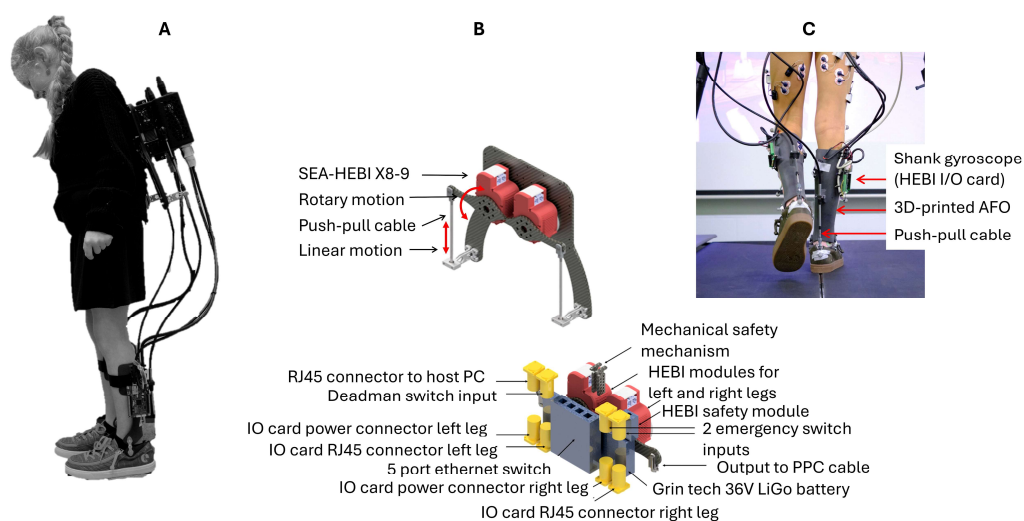 A
B
C
SEA-HEBI X8-9
Rotary motion
Push-pull cable
Linear motion
Shank gyroscope
(HEBI I/O card)
3D-printed AFO
Push-pull cable
Mechanical safety
mechanism
HEBI modules for
left and right legs
HEBI safety module
2 emergency switch
inputs
Output to PPC cable
Grin tech 36V LiGo battery
RJ45 connector to host PC
Deadman switch input
IO card power connector left leg
IO card RJ45 connector left leg
5 port ethernet switch
IO card power connector right leg
IO card RJ45 connector right leg